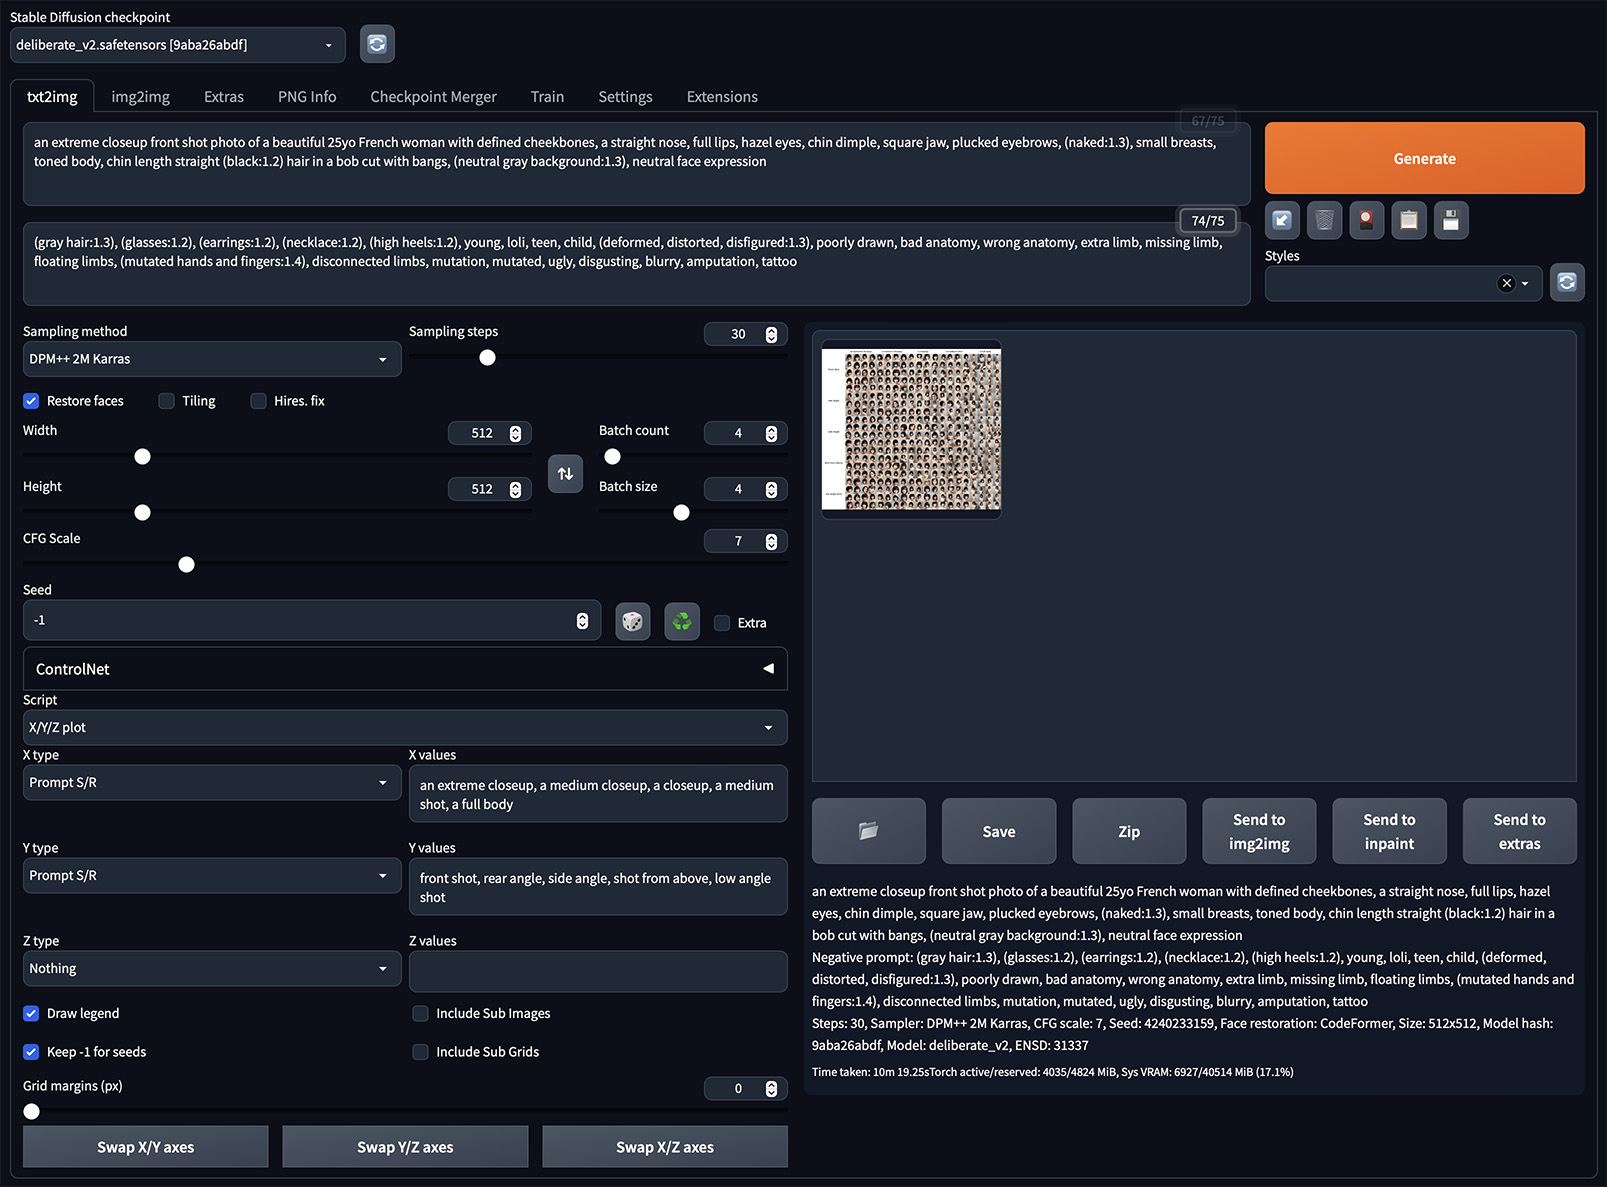 Stable Diffusion checkpoint
deliberate_v2.safetensors [9aba26abdf]
txt2img img2img Extras PNG Info Checkpoint Merger Train Settings Extensions
67/75
an extreme closeup front shot photo of a beautiful 25yo French woman with defined cheekbones, a straight nose, full lips, hazel eyes, chin dimple, square jaw, plucked eyebrows, (naked:1.3), small breasts,
toned body, chin length straight (black:1.2) hair in a bob cut with bangs, (neutral gray background:1.3), neutral face expression
Generate
74/75
(gray hair:1.3), (glasses:1.2), (earrings:1.2), (necklace:1.2), (high heels:1.2), young, loli, teen, child, (deformed, distorted, disfigured:1.3), poorly drawn, bad anatomy, wrong anatomy, extra limb, missing limb,
floating limbs, (mutated hands and fingers:1.4), disconnected limbs, mutation, mutated, ugly, disgusting, blurry, amputation, tattoo
Styles
Sampling method
DPM++ 2M Karras
Sampling steps
30
Restore faces Tiling Hires. fix
Width
512
Batch count
4
Height
512
Batch size
4
CFG Scale
7
Seed
-1
Extra
ControlNet
Script
X/Y/Z plot
X type
Prompt S/R
X values
an extreme closeup, a medium closeup, a closeup, a medium
shot, a full body
Y type
Prompt S/R
Y values
front shot, rear angle, side angle, shot from above, low angle
shot
Z type
Nothing
Z values
Draw legend
Include Sub Images
Keep -1 for seeds
Include Sub Grids
Grid margins (px)
0
Swap X/Y axes
Swap Y/Z axes
Swap X/Z axes
Save
Zip
Send to
img2img
Send to
inpaint
Send to
extras
an extreme closeup front shot photo of a beautiful 25yo French woman with defined cheekbones, a straight nose, full lips, hazel
eyes, chin dimple, square jaw, plucked eyebrows, (naked:1.3), small breasts, toned body, chin length straight (black:1.2) hair in a
bob cut with bangs, (neutral gray background:1.3), neutral face expression
Negative prompt: (gray hair:1.3), (glasses:1.2), (earrings:1.2), (necklace:1.2), (high heels:1.2), young, loli, teen, child, (deformed,
distorted, disfigured:1.3), poorly drawn, bad anatomy, wrong anatomy, extra limb, missing limb, floating limbs, (mutated hands and
fingers:1.4), disconnected limbs, mutation, mutated, ugly, disgusting, blurry, amputation, tattoo
Steps: 30, Sampler: DPM++ 2M Karras, CFG scale: 7, Seed: 4240233159, Face restoration: CodeFormer, Size: 512x512, Model hash:
9aba26abdf, Model: deliberate_v2, ENSD: 31337
Time taken: 10m 19.25sTorch active/reserved: 4035/4824 MiB, Sys VRAM: 6927/40514 MiB (17.1%)